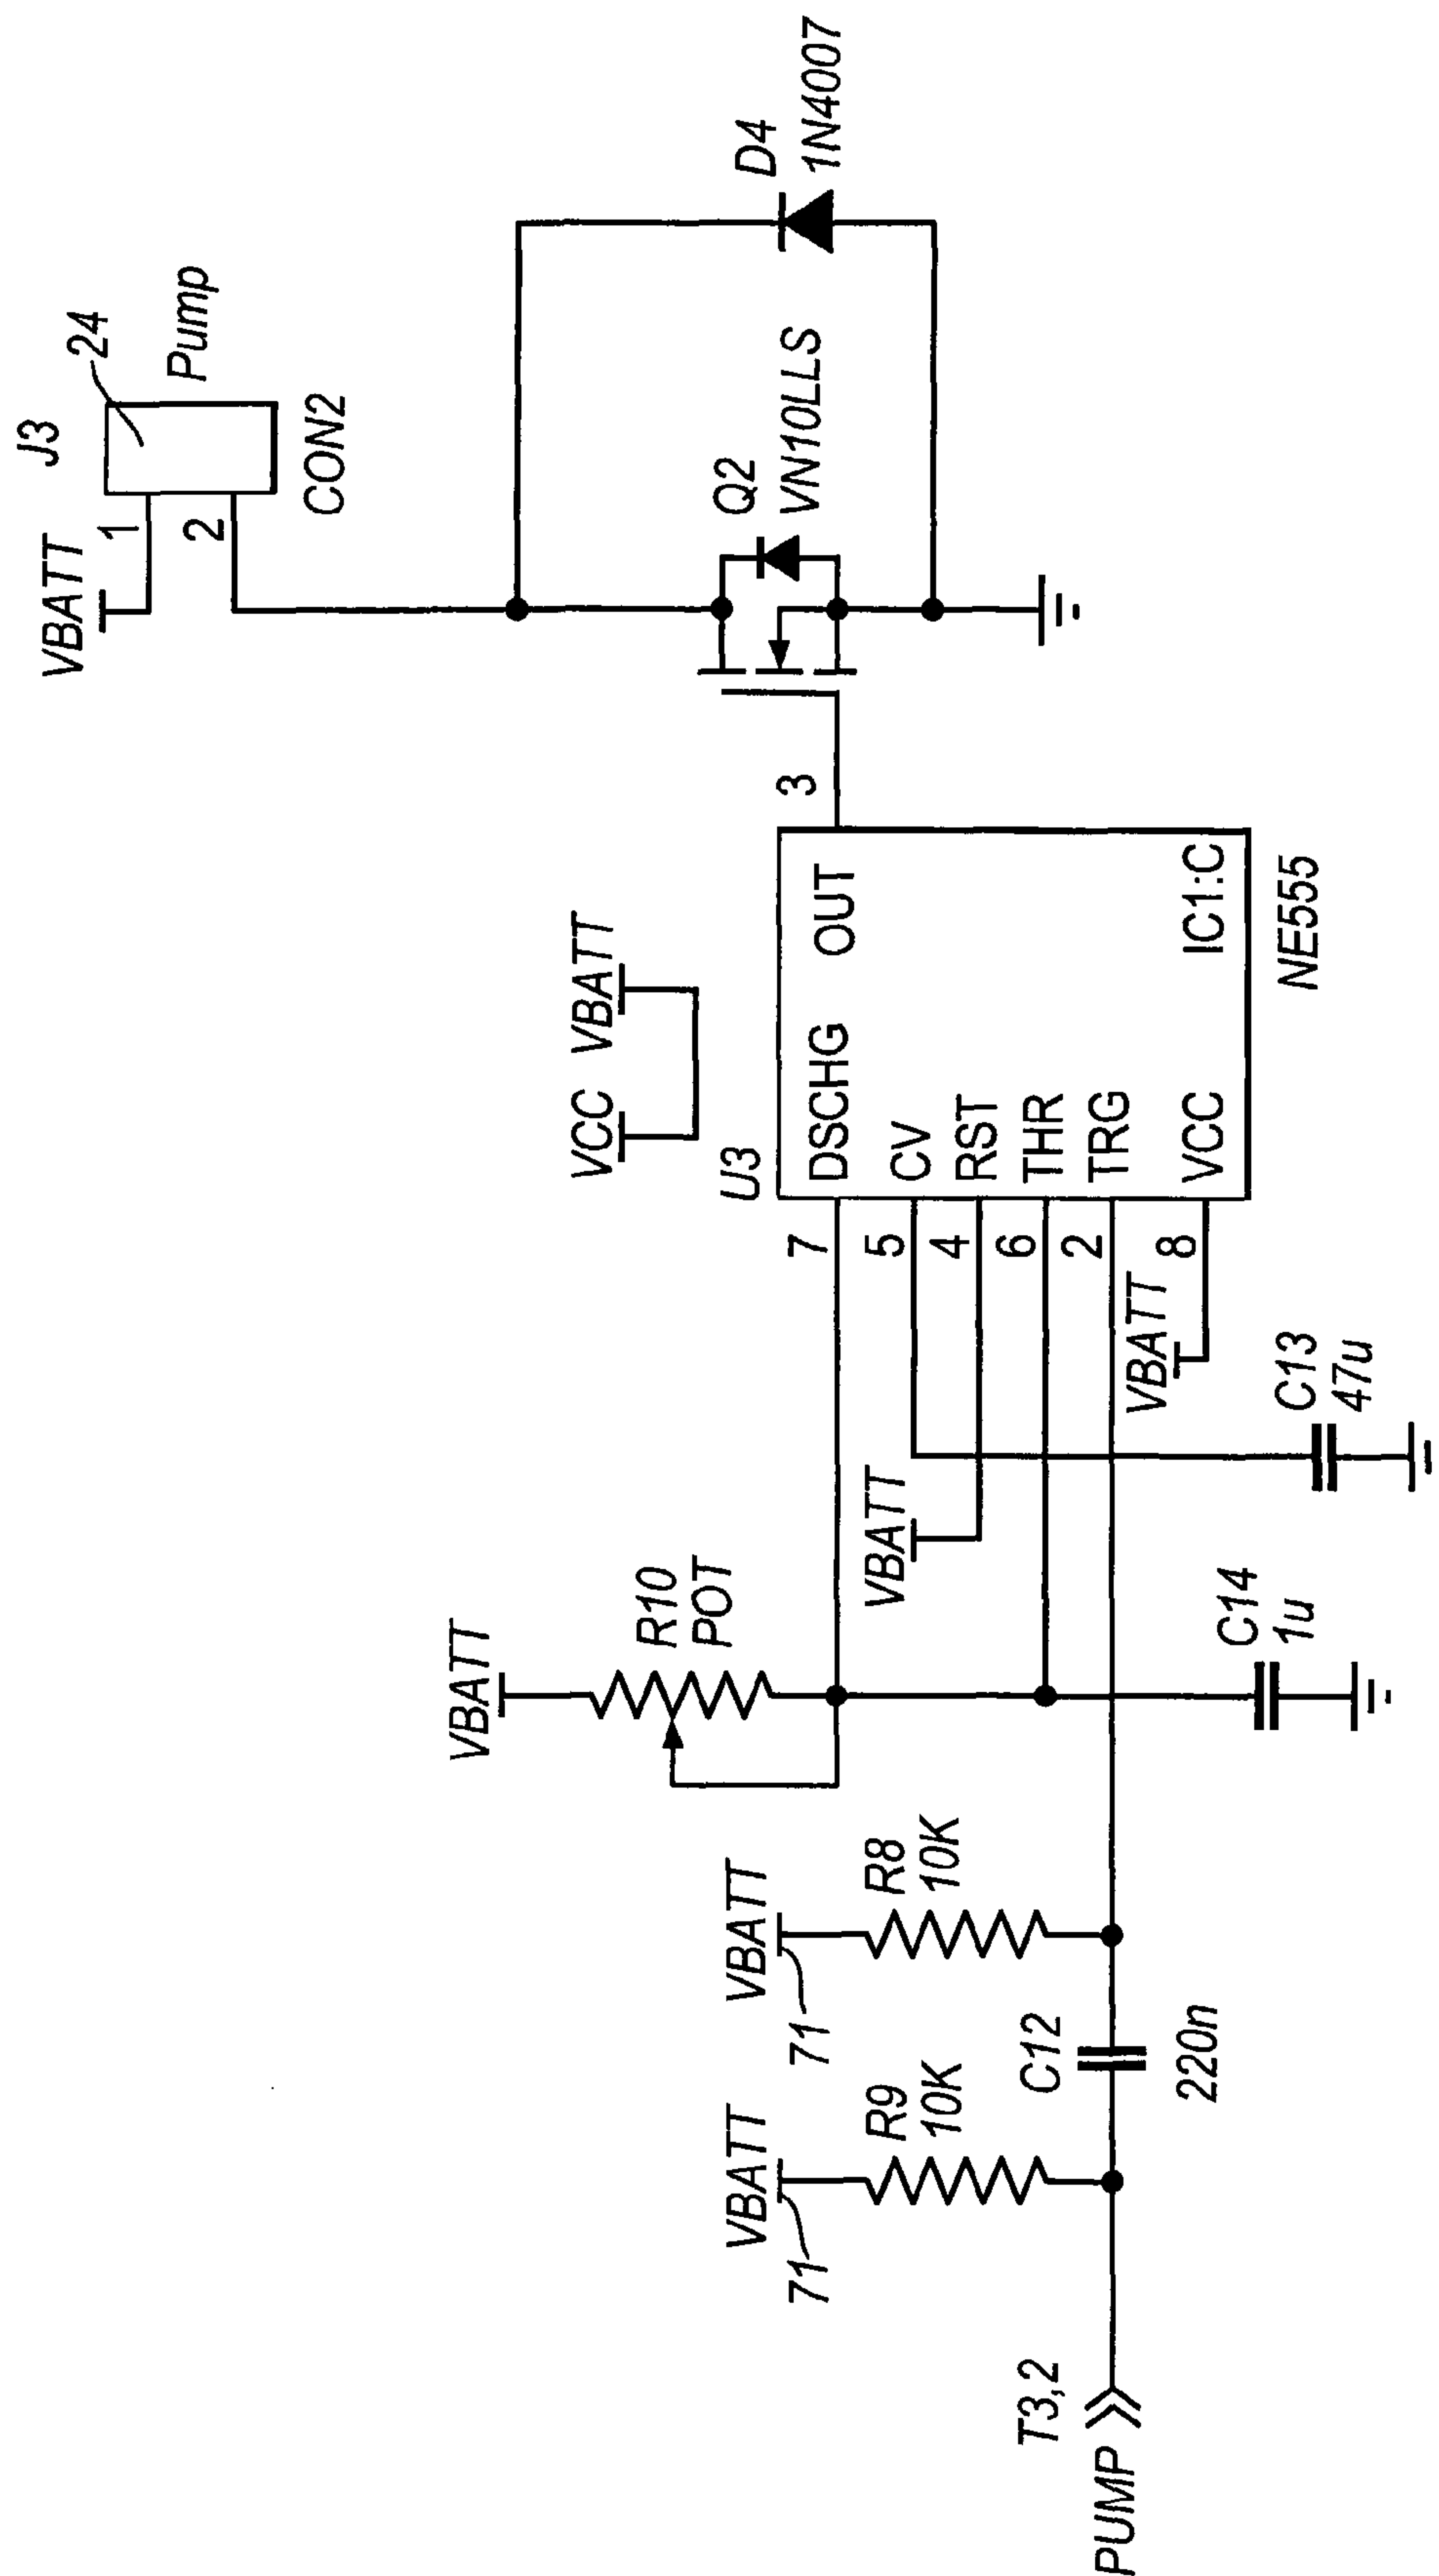 J3
24
VBATT
1
2
Pump
CON2
D4
1N4007
Q2
VN10LLS
VCC
VBATT
U3
3
DSCHG
OUT
CV
RST
THR
TRG
VCC
IC1:C
NE555
7
5
4
6
2
8
VBATT
VBATT
C13
47u
VBATT
R10
POT
C14
1u
VBATT
71
R8
10K
VBATT
71
R9
10K
C12
220n
T3,2
PUMP